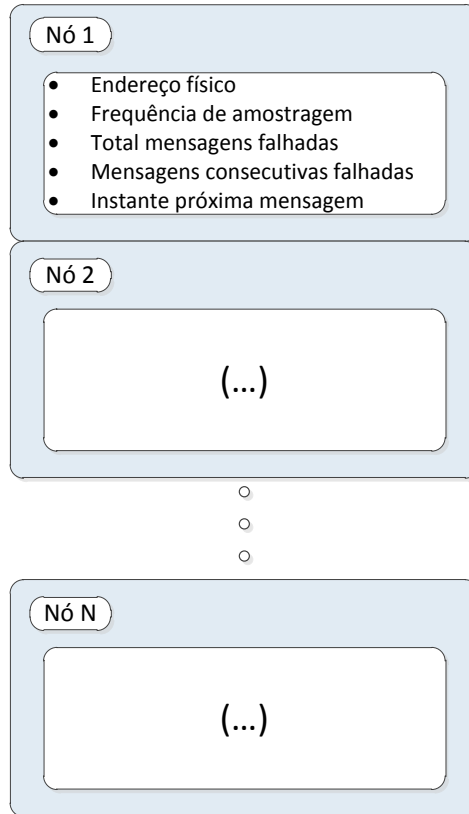 Nó 1
• Endereço físico
• Frequência de amostragem
• Total mensagens falhadas
• Mensagens consecutivas falhadas
• Instante próxima mensagem
Nó 2
(...)
Nó N
(...)